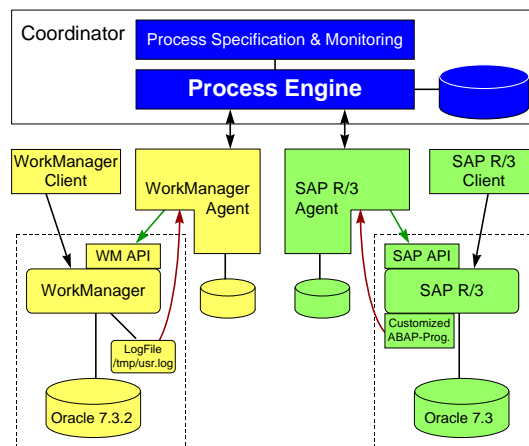 Coordinator
Process Specification & Monitoring
Process Engine
WorkManager
Client
WorkManager
Agent
SAP R/3
Agent
SAP R/3
Client
WM API
WorkManager
LogFile
/tmp/usr.log
Oracle 7.3.2
SAP API
SAP R/3
Customized
ABAP-Prog.
Oracle 7.3